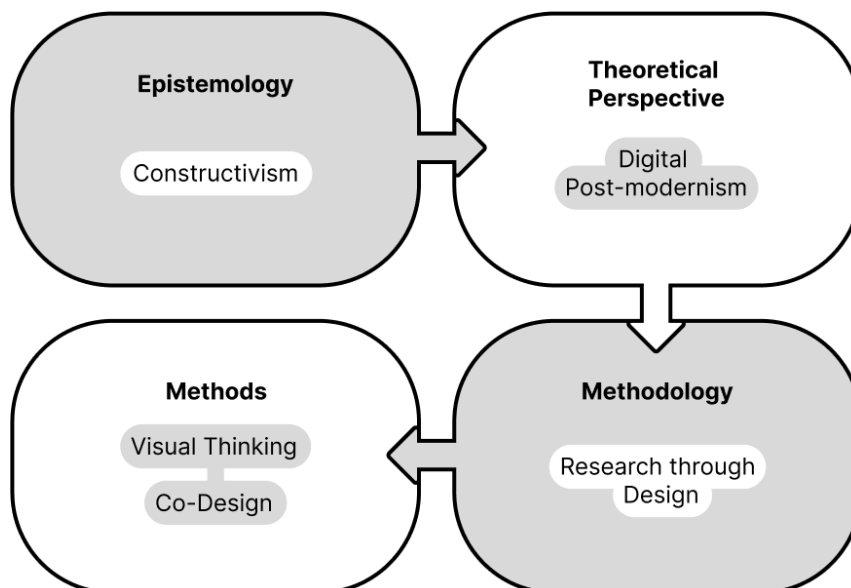 Epistemology
Constructivism
Theoretical
Perspective
Digital
Post-modernism
Methodology
Research through
Design
Methods
Visual Thinking
Co-Design